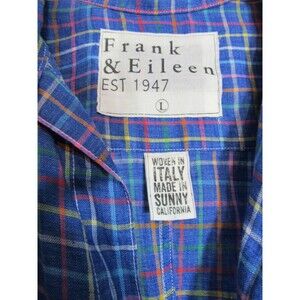 Frank
& Eileen
EST 1947
L
WOVEN IN
ITALY
MADE IN
SUNNY
CALIFORNIA